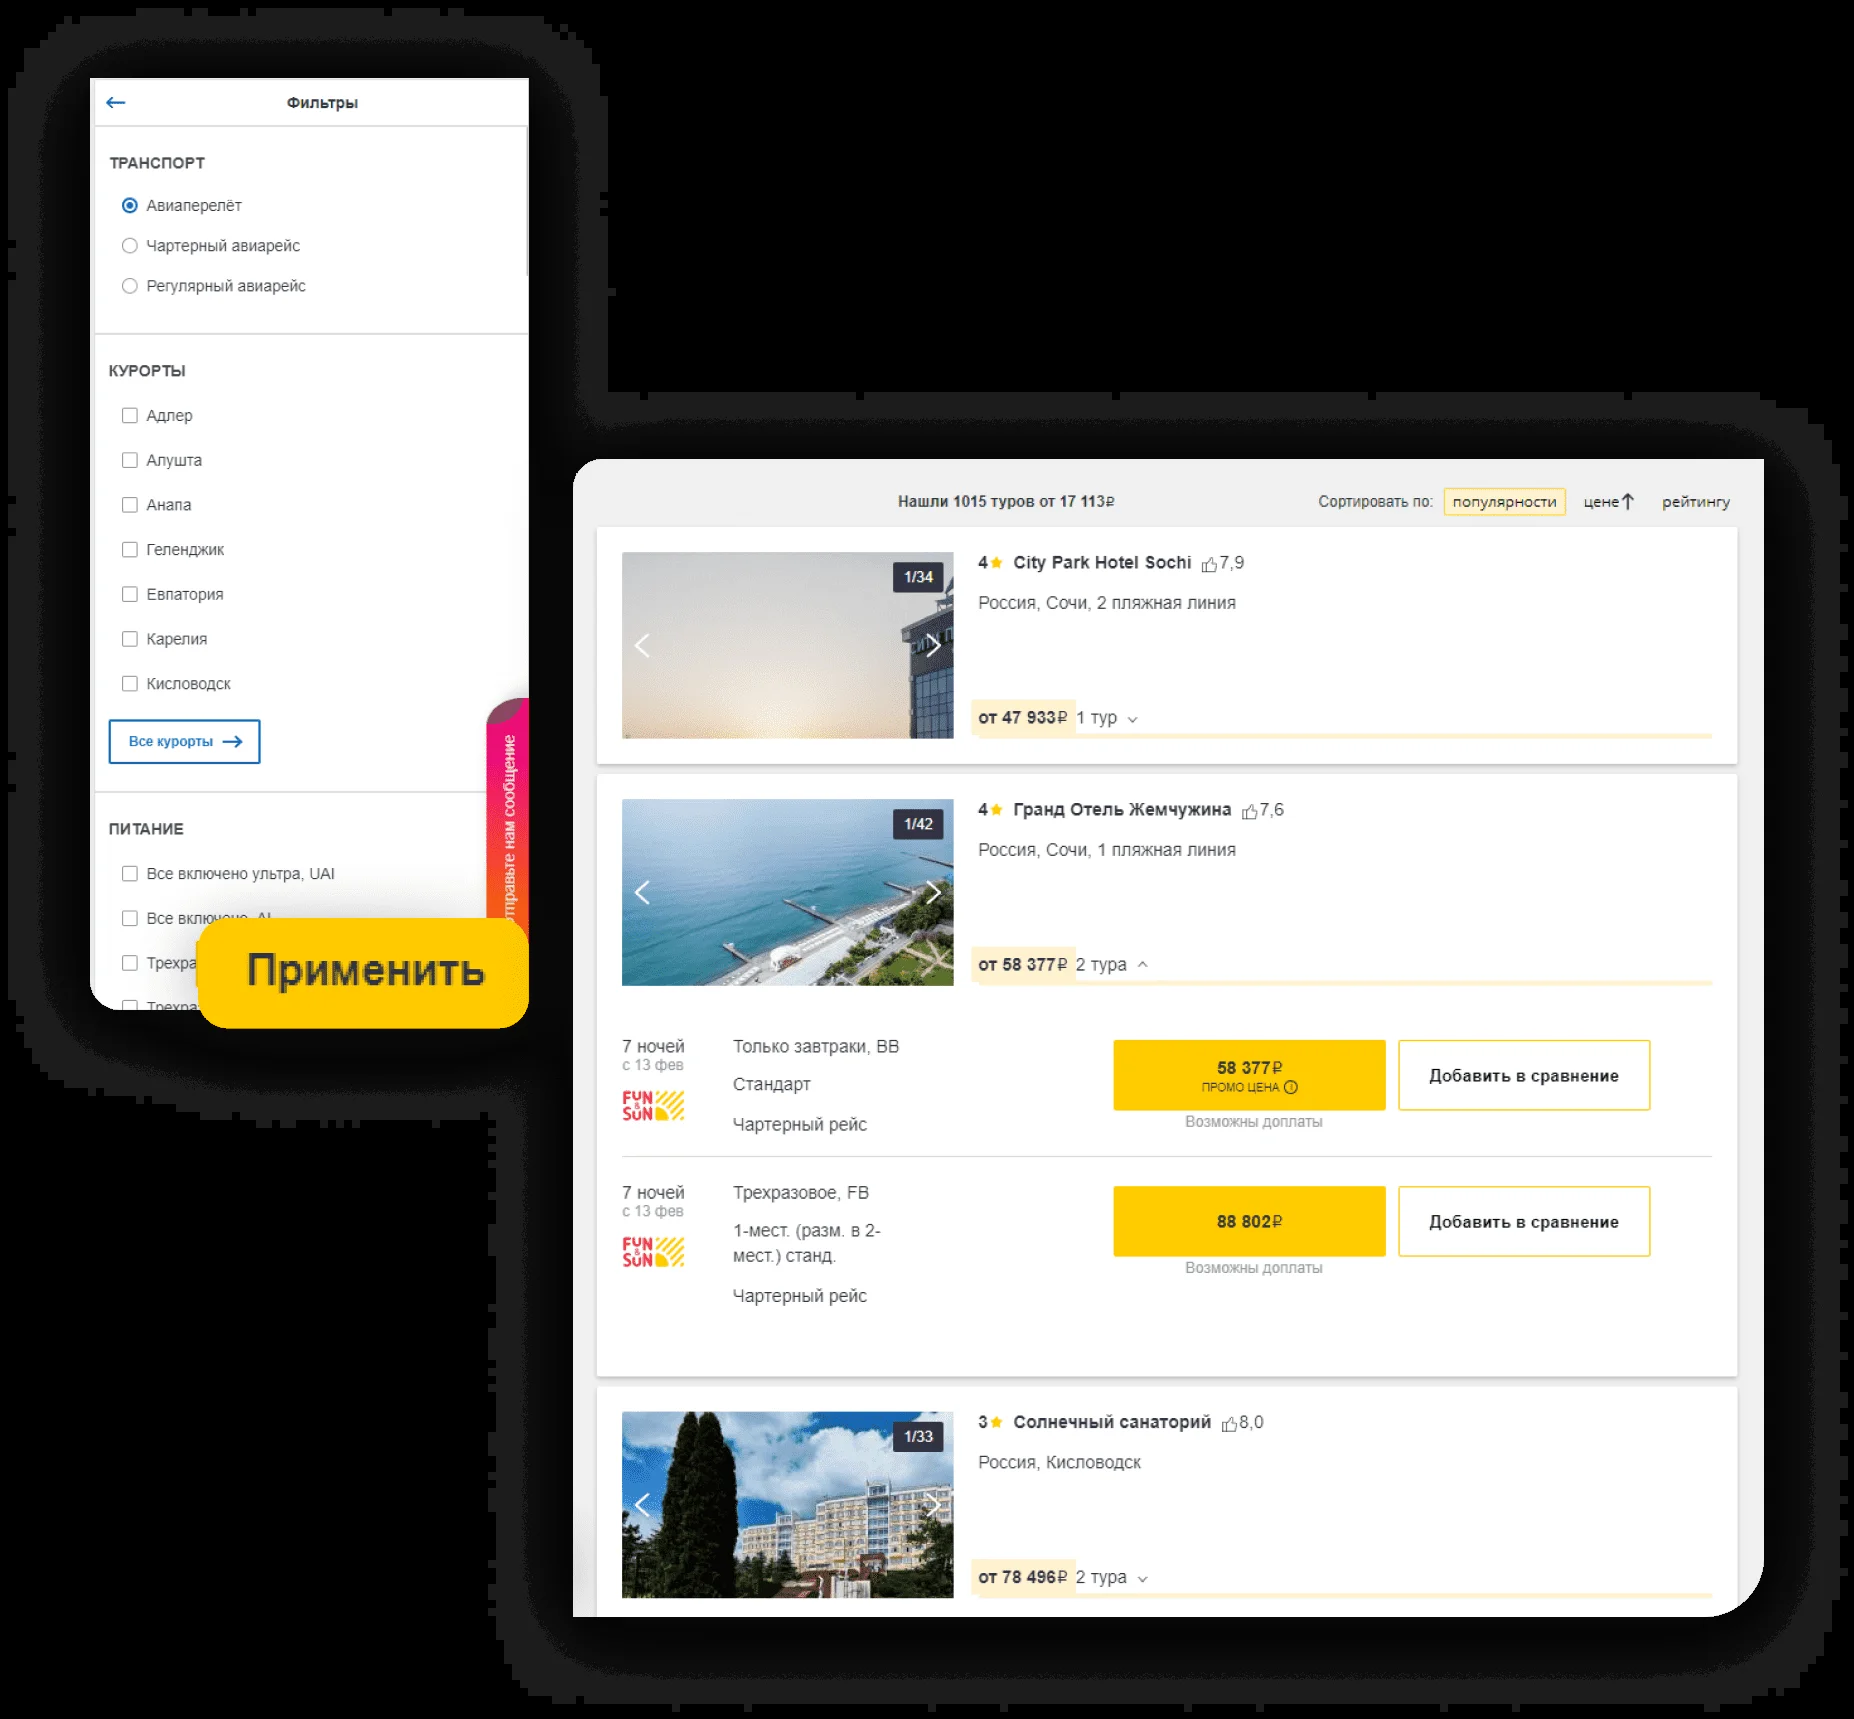 Фильтры
ТРАНСПОРТ
Авиаперелёт
Чартерный авиарейс
Регулярный авиарейс
КУРОРТЫ
Адлер
Алушта
Анапа
Геленджик
Евпатория
Карелия
Кисловодск
Все курорты
ПИТАНИЕ
Все включено ультра, UAI
Все включено, AI
Трехра
Трехра
Применить
тправьте нам сообщение
Нашли 1015 туров от 17 113₽
Сортировать по: популярности цене↑ рейтингу
1/34
4★ City Park Hotel Sochi 7,9
Россия, Сочи, 2 пляжная линия
от 47 933₽ 1 тур
1/42
4★ Гранд Отель Жемчужина 7,6
Россия, Сочи, 1 пляжная линия
от 58 377₽ 2 тура
7 ночей
с 13 фев
FUN & SUN
Только завтраки, BB
Стандарт
Чартерный рейс
58 377₽
ПРОМО ЦЕНА
Возможны доплаты
Добавить в сравнение
7 ночей
с 13 фев
FUN & SUN
Трехразовое, FB
1-мест. (разм. в 2-
мест.) станд.
Чартерный рейс
88 802₽
Возможны доплаты
Добавить в сравнение
1/33
3★ Солнечный санаторий 8,0
Россия, Кисловодск
от 78 496₽ 2 тура